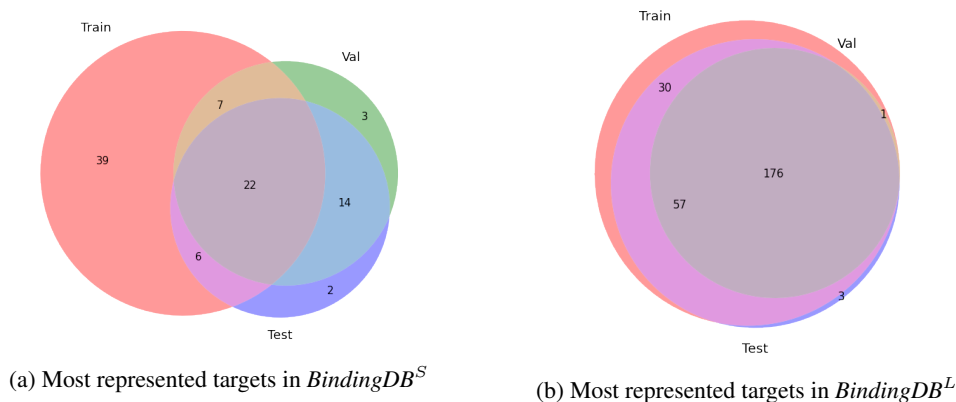 Train
Val
7
3
39
22
14
6
2
Test
(a) Most represented targets in BindingDB^S
Train
Val
30
1
176
57
3
Test
(b) Most represented targets in BindingDB^L